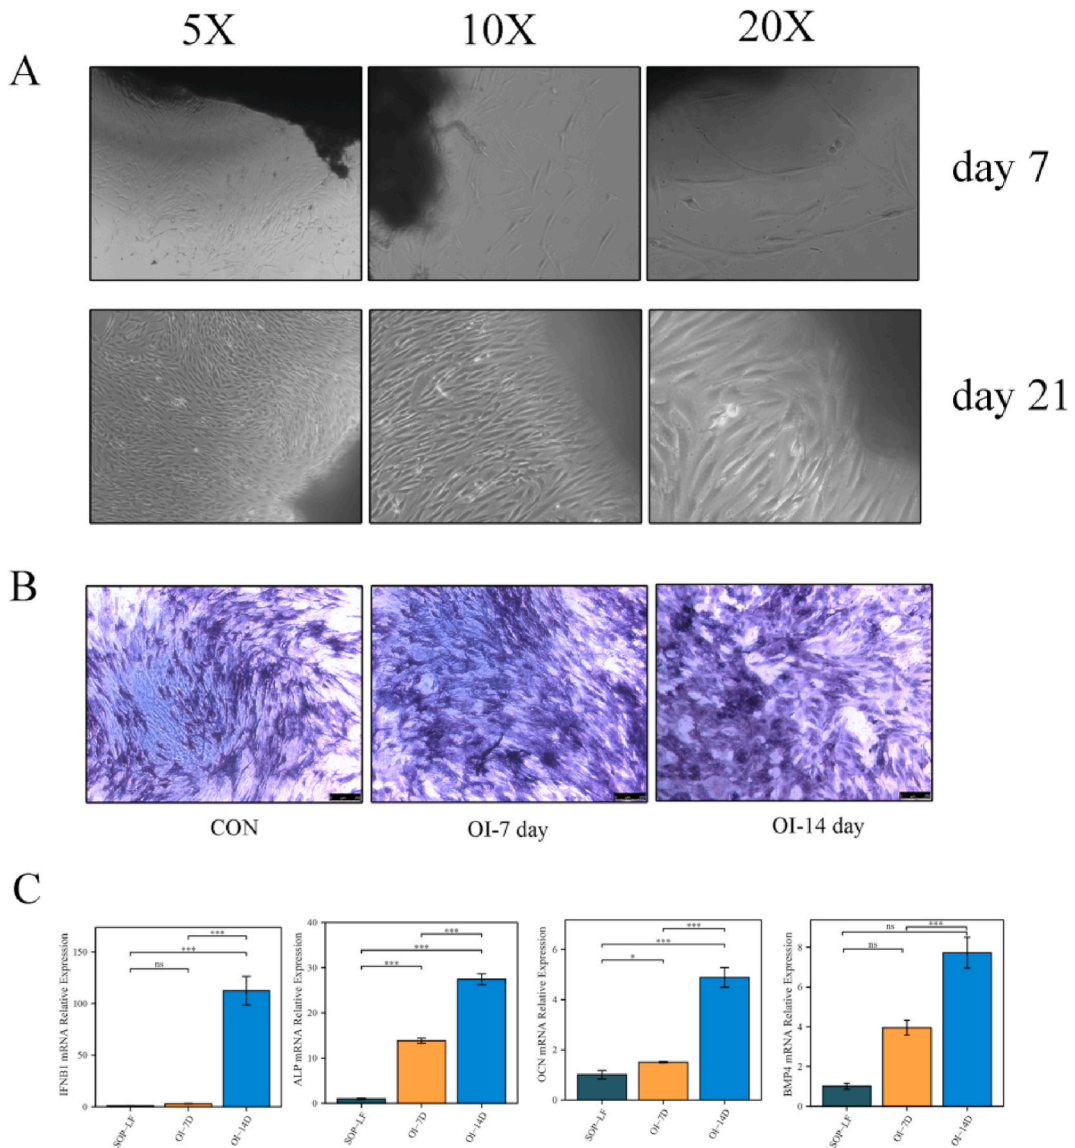 5X 10X 20X
A
day 7
day 21
B
CON OI-7 day OI-14 day
C
IFNB1 mRNA Relative Expression
150
100
50
0
***
***
ns
SOP-LF OI-7D OI-14D
ALP mRNA Relative Expression
40
30
20
10
0
***
***
***
SOP-LF OI-7D OI-14D
OCN mRNA Relative Expression
6
4
2
0
***
***
*
SOP-LF OI-7D OI-14D
BMP4 mRNA Relative Expression
8
6
4
2
0
ns
***
ns
SOP-LF OI-7D OI-14D